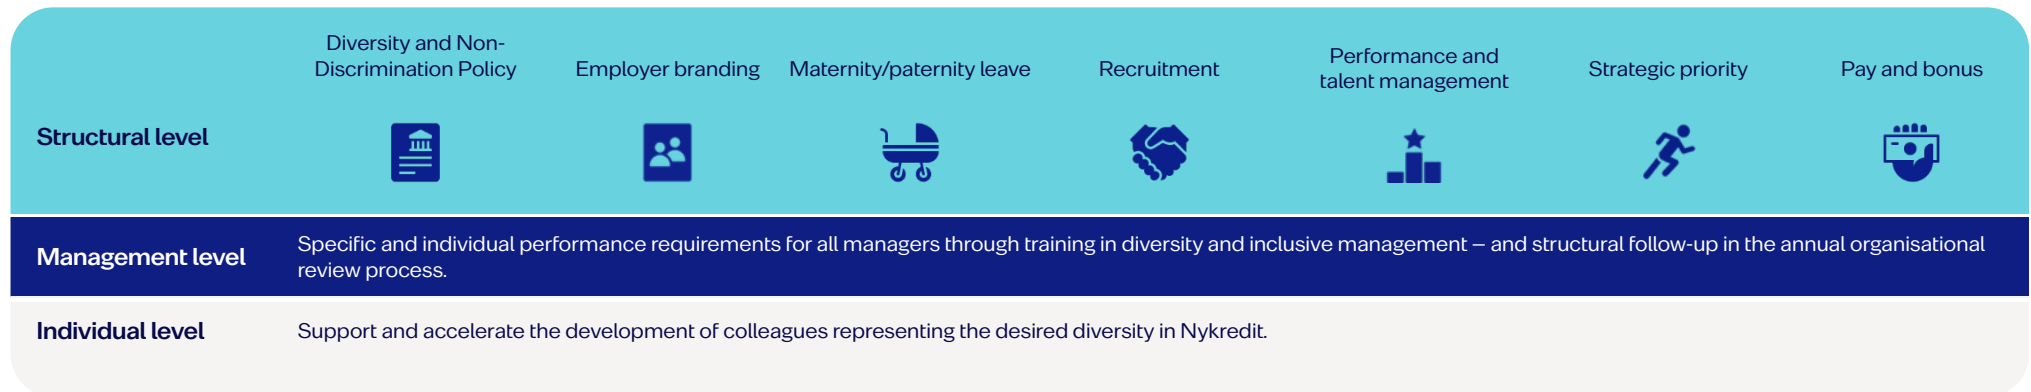 Diversity and Non-
Discrimination Policy
Employer branding
Maternity/paternity leave
Recruitment
Performance and
talent management
Strategic priority
Pay and bonus
Structural level
Management level
Specific and individual performance requirements for all managers through training in diversity and inclusive management – and structural follow-up in the annual organisational
review process.
Individual level
Support and accelerate the development of colleagues representing the desired diversity in Nykredit.